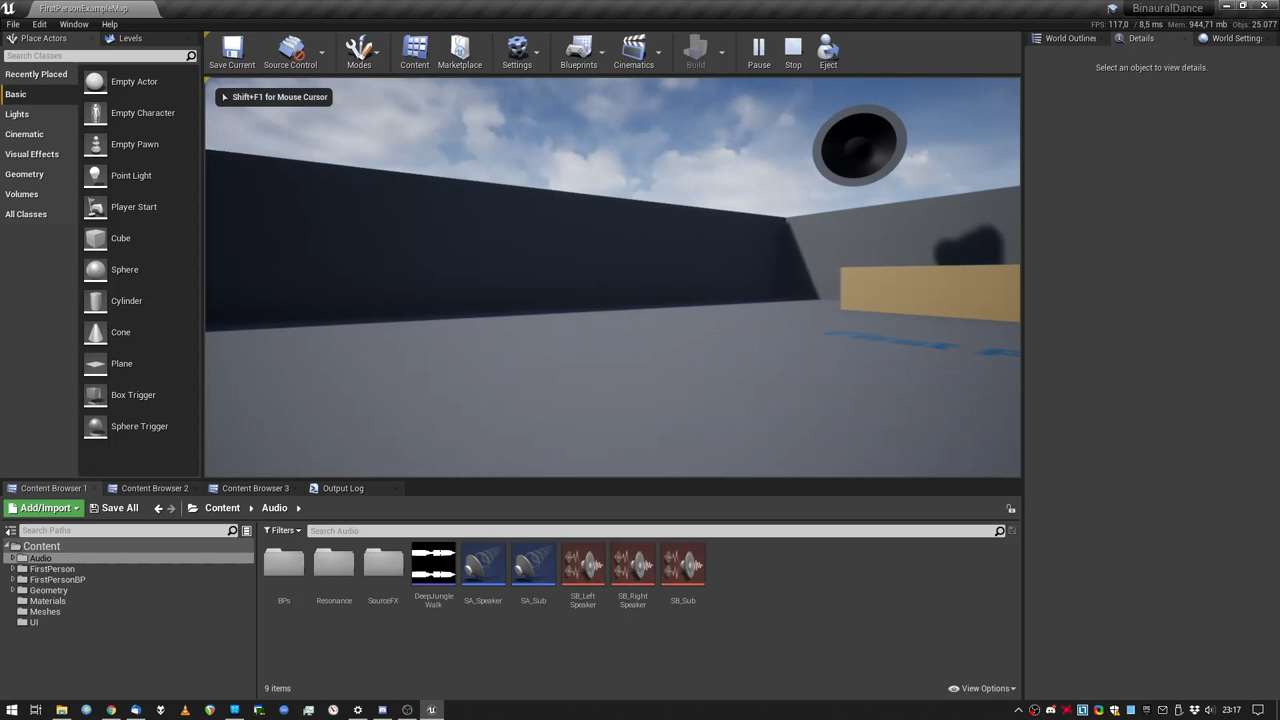 FirstPersonExampleMap
BinauralDance
File Edit Window Help
FPS: 117,0 / 8,5 ms Mem: 944,71 mb Objs: 25.077
Place Actors
Levels
Search Classes
Recently Placed
Basic
Lights
Cinematic
Visual Effects
Geometry
Volumes
All Classes
Empty Actor
Empty Character
Empty Pawn
Point Light
Player Start
Cube
Sphere
Cylinder
Cone
Plane
Box Trigger
Sphere Trigger
Save Current
Source Control
Modes
Content
Marketplace
Settings
Blueprints
Cinematics
Build
Pause
Stop
Eject
Shift+F1 for Mouse Cursor
World Outliner
Details
World Settings
Select an object to view details.
Content Browser 1
Content Browser 2
Content Browser 3
Output Log
Add/Import
Save All
Content
Audio
Search Paths
Filters
Search Audio
Content
Audio
FirstPerson
FirstPersonBP
Geometry
Materials
Meshes
UI
BPs
Resonance
SourceFX
DeepJungle
Walk
SA_Speaker
SA_Sub
SB_Left
Speaker
SB_Right
Speaker
SB_Sub
9 items
View Options
23:17